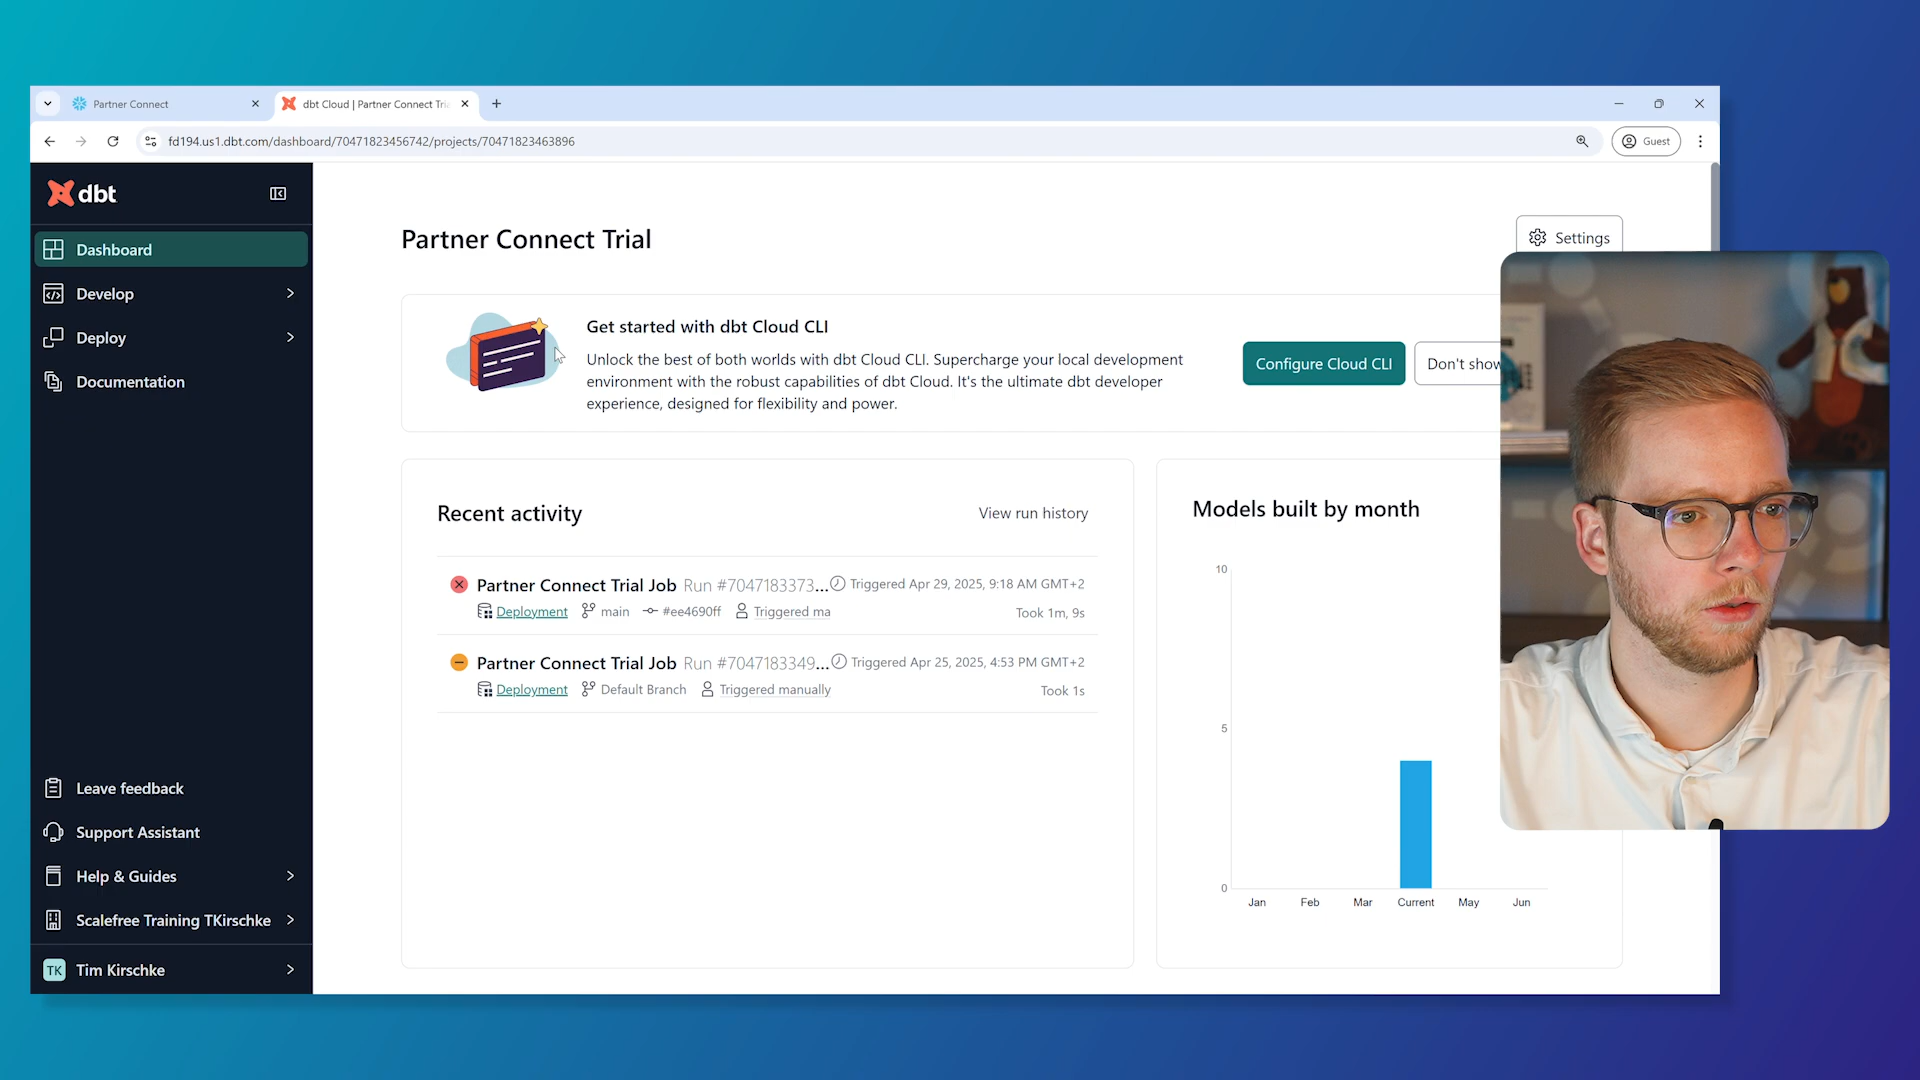 Partner Connect
dbt Cloud | Partner Connect Tri
fd194.us1.dbt.com/dashboard/70471823456742/projects/70471823463896
Guest
dbt
Dashboard
Develop
Deploy
Documentation
Leave feedback
Support Assistant
Help & Guides
Scalefree Training TKirschke
TK Tim Kirschke
Partner Connect Trial
Settings
Get started with dbt Cloud CLI
Unlock the best of both worlds with dbt Cloud CLI. Supercharge your local development
environment with the robust capabilities of dbt Cloud. It's the ultimate dbt developer
experience, designed for flexibility and power.
Configure Cloud CLI
Don't show
Recent activity
View run history
Partner Connect Trial Job Run #7047183373... Triggered Apr 29, 2025, 9:18 AM GMT+2
Deployment main #ee4690ff Triggered ma Took 1m, 9s
Partner Connect Trial Job Run #7047183349... Triggered Apr 25, 2025, 4:53 PM GMT+2
Deployment Default Branch Triggered manually Took 1s
Models built by month
10
5
0
Jan Feb Mar Current May Jun